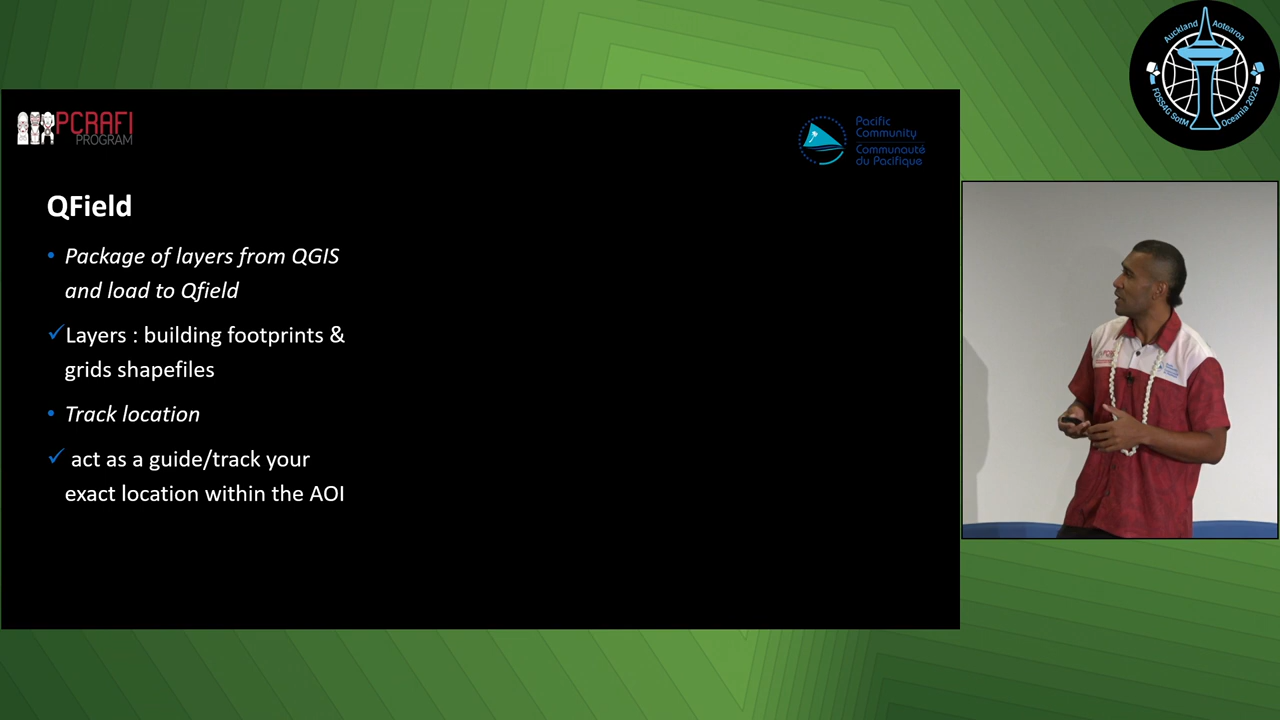 PCRAFI
PROGRAM
Pacific
Community
Communauté
du Pacifique
Auckland Aotearoa
FOSS4G SotM Oceania 2023
QField
• Package of layers from QGIS
and load to Qfield
✓Layers : building footprints &
grids shapefiles
• Track location
✓ act as a guide/track your
exact location within the AOI